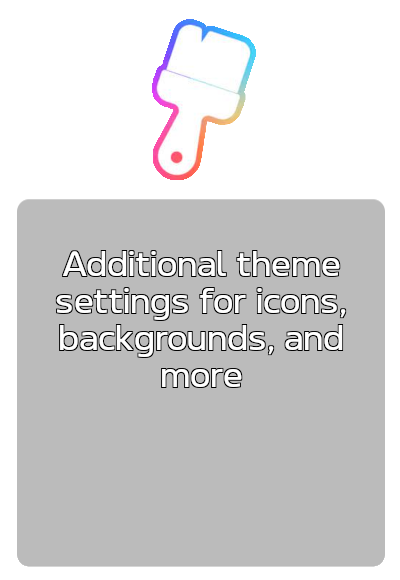 Additional theme
settings for icons,
backgrounds, and
more